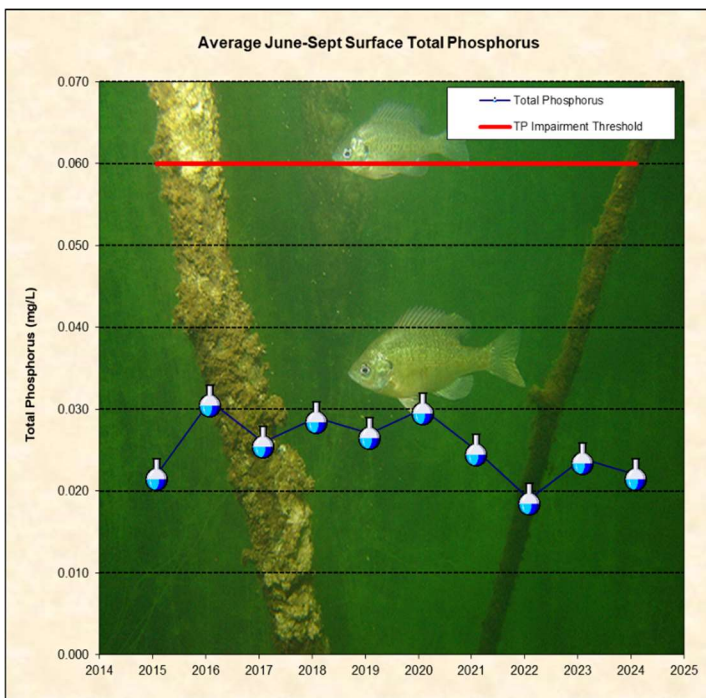 Average June-Sept Surface Total Phosphorus
Total Phosphorus
TP Impairment Threshold
Total Phosphorus (mg/L)
0.070
0.060
0.050
0.040
0.030
0.020
0.010
0.000
2014 2015 2016 2017 2018 2019 2020 2021 2022 2023 2024 2025